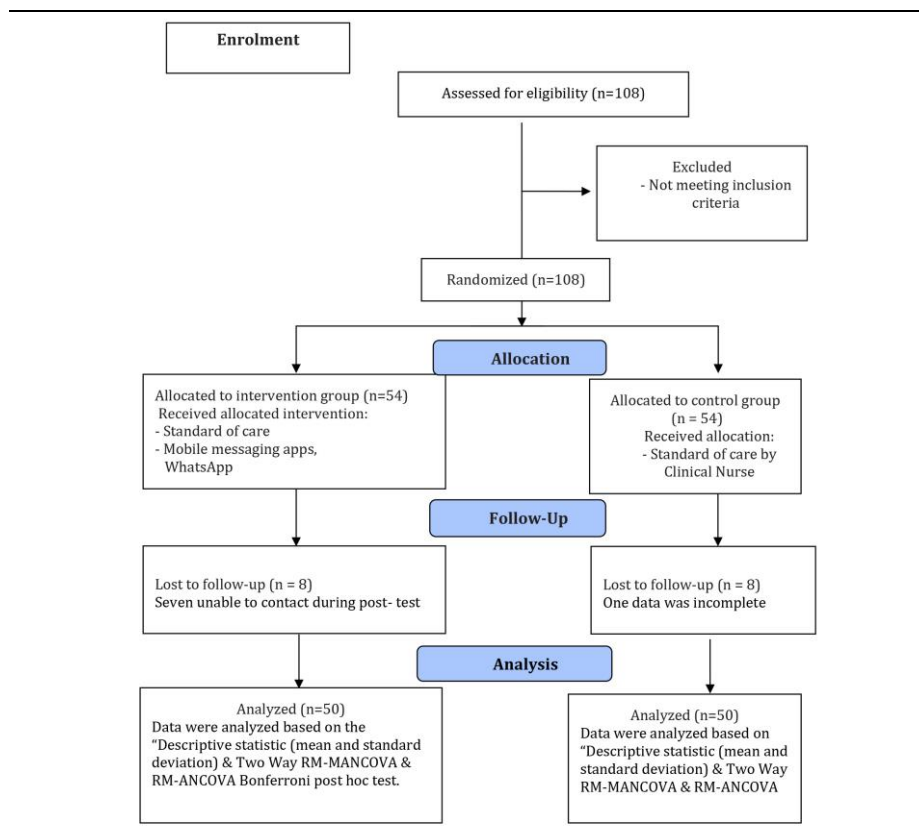 Enrolment
Assessed for eligibility (n=108)
Excluded
- Not meeting inclusion
criteria
Randomized (n=108)
Allocation
Allocated to intervention group (n=54)
Received allocated intervention:
- Standard of care
- Mobile messaging apps,
WhatsApp
Allocated to control group
(n = 54)
Received allocation:
- Standard of care by
Clinical Nurse
Follow-Up
Lost to follow-up (n = 8)
Seven unable to contact during post- test
Lost to follow-up (n = 8)
One data was incomplete
Analysis
Analyzed (n=50)
Data were analyzed based on the
“Descriptive statistic (mean and standard
deviation) & Two Way RM-MANCOVA &
RM-ANCOVA Bonferroni post hoc test.
Analyzed (n=50)
Data were analyzed based on
“Descriptive statistic (mean and
standard deviation) & Two Way
RM-MANCOVA & RM-ANCOVA